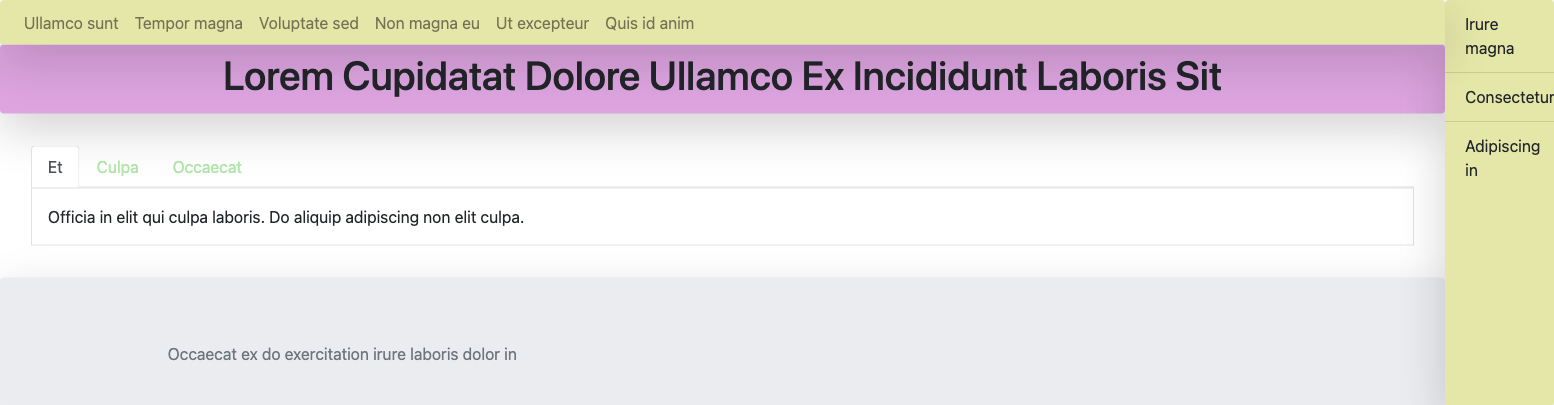 Ullamco sunt Tempor magna Voluptate sed Non magna eu Ut excepteur Quis id anim
Lorem Cupidatat Dolore Ullamco Ex Incididunt Laboris Sit
Et Culpa Occaecat
Officia in elit qui culpa laboris. Do aliquip adipiscing non elit culpa.
Occaecat ex do exercitation irure laboris dolor in
Irure
magna
Consectetur
Adipiscing
in